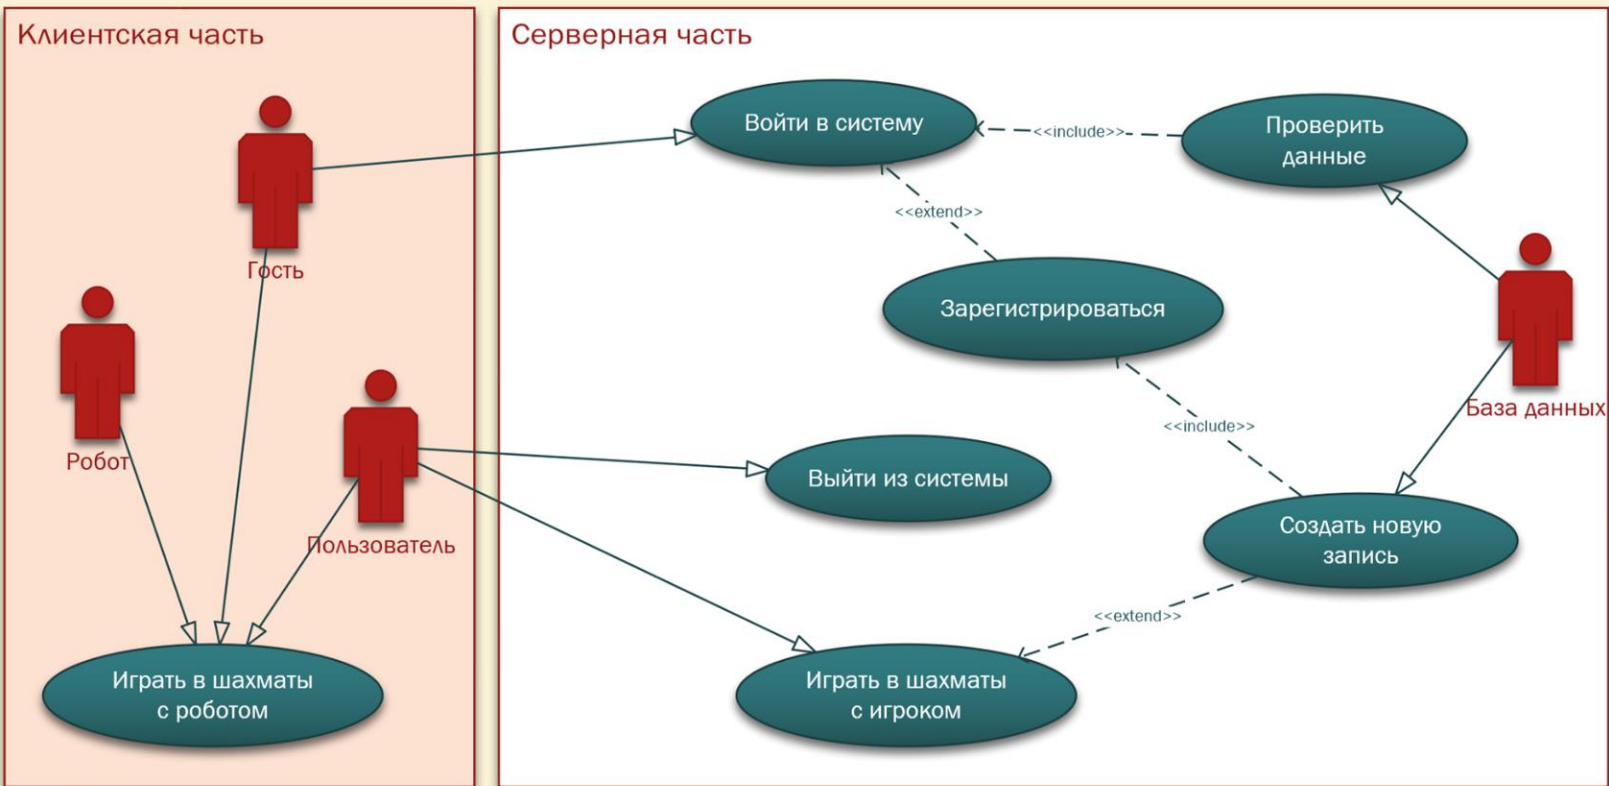 Клиентская часть
Гость
Робот
Пользователь
Играть в шахматы
с роботом
Серверная часть
Войти в систему
<<include>>
Проверить
данные
<<extend>>
Зарегистрироваться
База данных
<<include>>
Выйти из системы
Создать новую
запись
<<extend>>
Играть в шахматы
с игроком